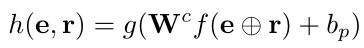 h(e, r) = g(W^c f(e ⊕ r) + b_p)